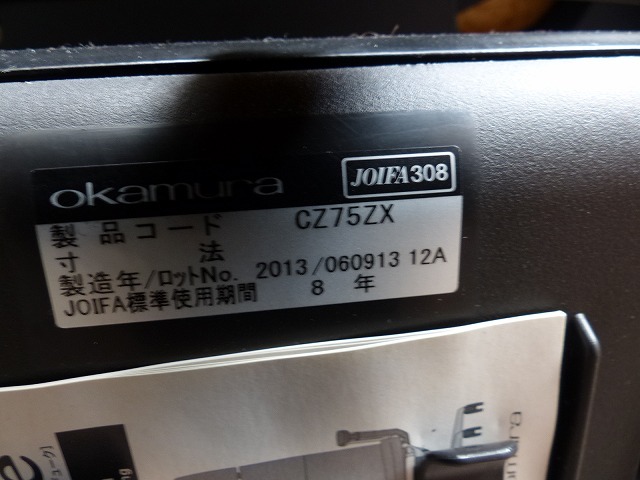 okamura
JOIFA308
製品コード CZ75ZX
寸法
製造年/ロットNo. 2013/060913 12A
JOIFA標準使用期間 8 年